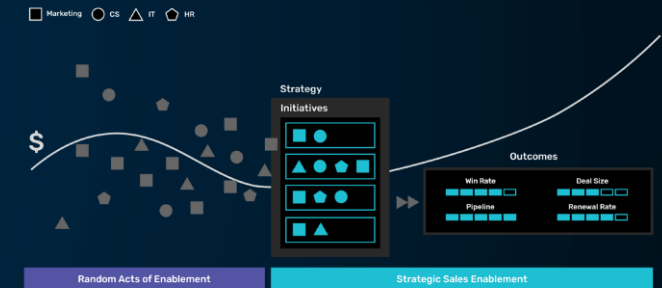 Marketing CS IT HR
Strategy
Initiatives
$
Outcomes
Win Rate Deal Size
Pipeline Renewal Rate
Random Acts of Enablement Strategic Sales Enablement